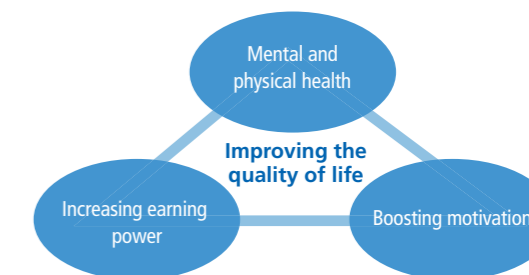 Mental and
physical health
Improving the
quality of life
Increasing earning
power
Boosting motivation